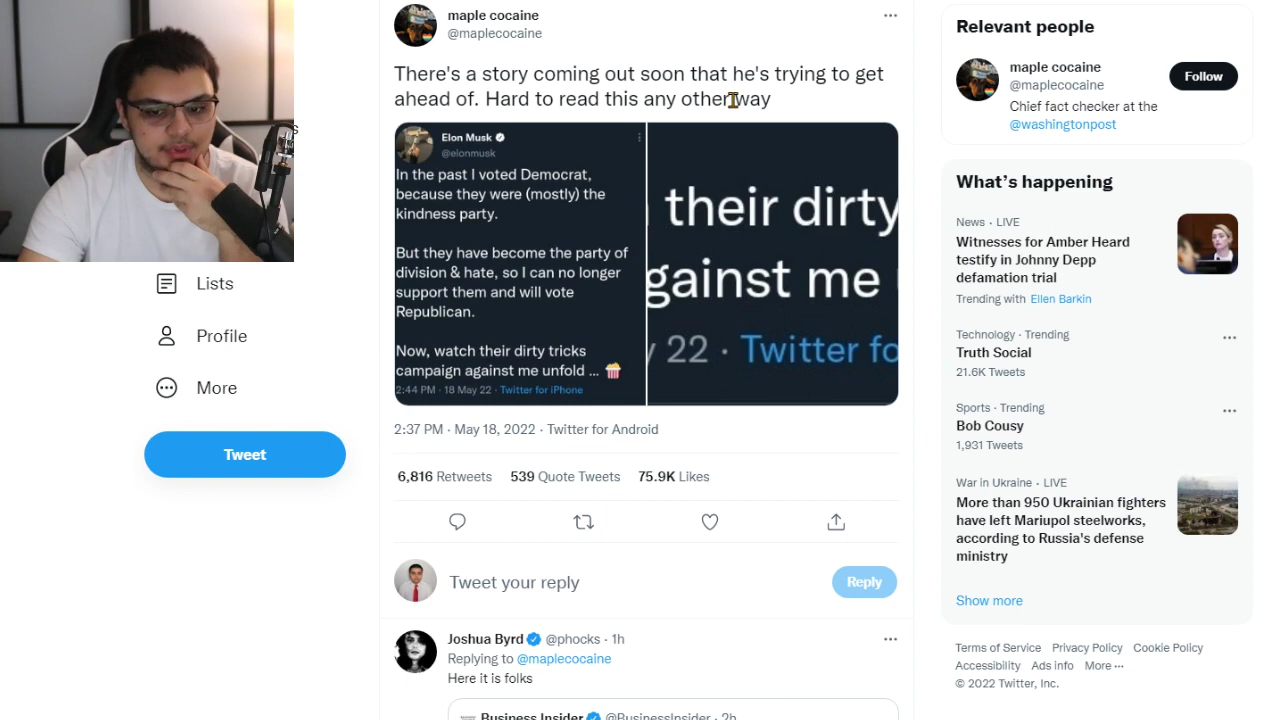 maple cocaine
@maplecocaine
There's a story coming out soon that he's trying to get
ahead of. Hard to read this any other way
Elon Musk
@elonmusk
In the past I voted Democrat,
because they were (mostly) the
kindness party.
But they have become the party of
division & hate, so I can no longer
support them and will vote
Republican.
Now, watch their dirty tricks
campaign against me unfold ... 🍿
2:44 PM · 18 May 22 · Twitter for iPhone
their dirty
gainst me
22 · Twitter fo
2:37 PM · May 18, 2022 · Twitter for Android
6,816 Retweets 539 Quote Tweets 75.9K Likes
Tweet your reply
Reply
Joshua Byrd @phocks · 1h
Replying to @maplecocaine
Here it is folks
Business Insider @BusinessInsider · 2h
s
Lists
Profile
More
Tweet
Relevant people
maple cocaine
@maplecocaine
Follow
Chief fact checker at the
@washingtonpost
What's happening
News · LIVE
Witnesses for Amber Heard
testify in Johnny Depp
defamation trial
Trending with Ellen Barkin
Technology · Trending
Truth Social
21.6K Tweets
Sports · Trending
Bob Cousy
1,931 Tweets
War in Ukraine · LIVE
More than 950 Ukrainian fighters
have left Mariupol steelworks,
according to Russia's defense
ministry
Show more
Terms of Service Privacy Policy Cookie Policy
Accessibility Ads info More ···
© 2022 Twitter, Inc.